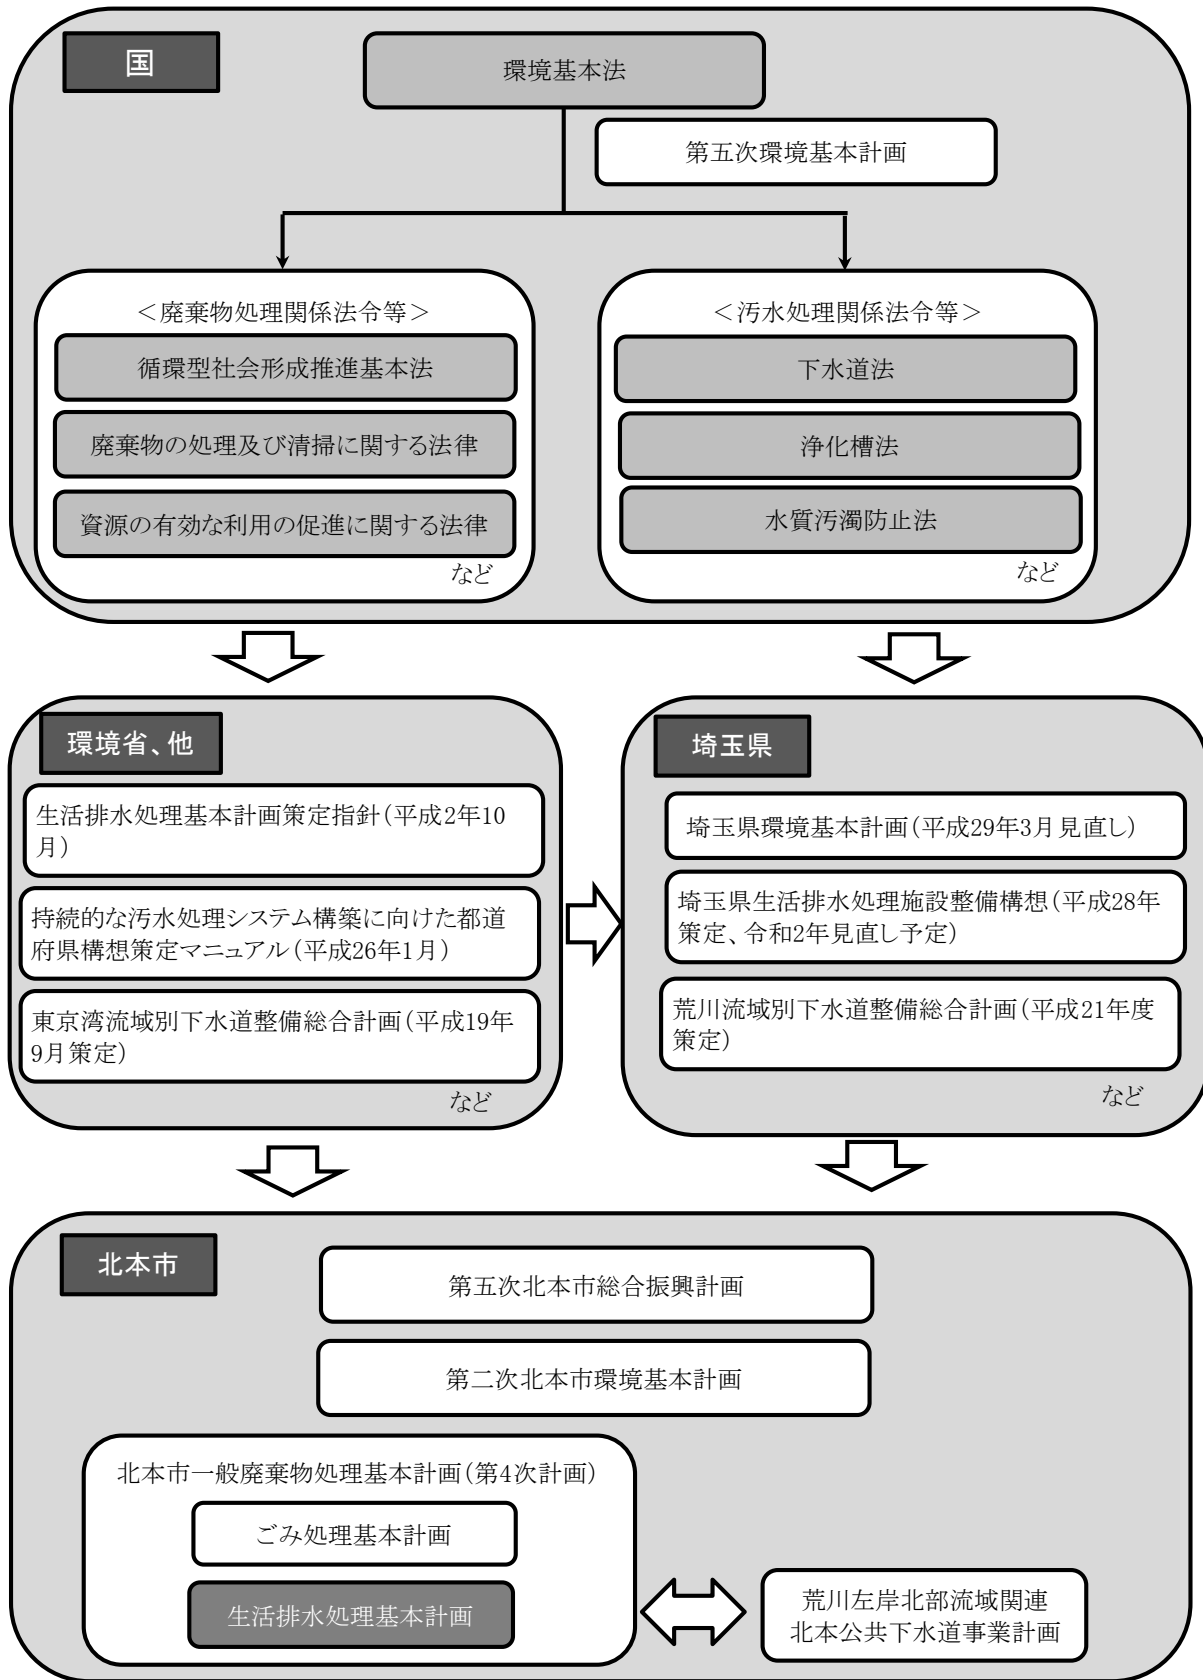 国
環境基本法
第五次環境基本計画
＜廃棄物処理関係法令等＞
循環型社会形成推進基本法
廃棄物の処理及び清掃に関する法律
資源の有効な利用の促進に関する法律
など
＜汚水処理関係法令等＞
下水道法
浄化槽法
水質汚濁防止法
など
環境省、他
生活排水処理基本計画策定指針(平成2年10
月)
持続的な汚水処理システム構築に向けた都道
府県構想策定マニュアル(平成26年1月)
東京湾流域別下水道整備総合計画(平成19年
9月策定)
など
埼玉県
埼玉県環境基本計画(平成29年3月見直し)
埼玉県生活排水処理施設整備構想(平成28年
策定、令和2年見直し予定)
荒川流域別下水道整備総合計画(平成21年度
策定)
など
北本市
第五次北本市総合振興計画
第二次北本市環境基本計画
北本市一般廃棄物処理基本計画(第4次計画)
ごみ処理基本計画
生活排水処理基本計画
荒川左岸北部流域関連
北本公共下水道事業計画